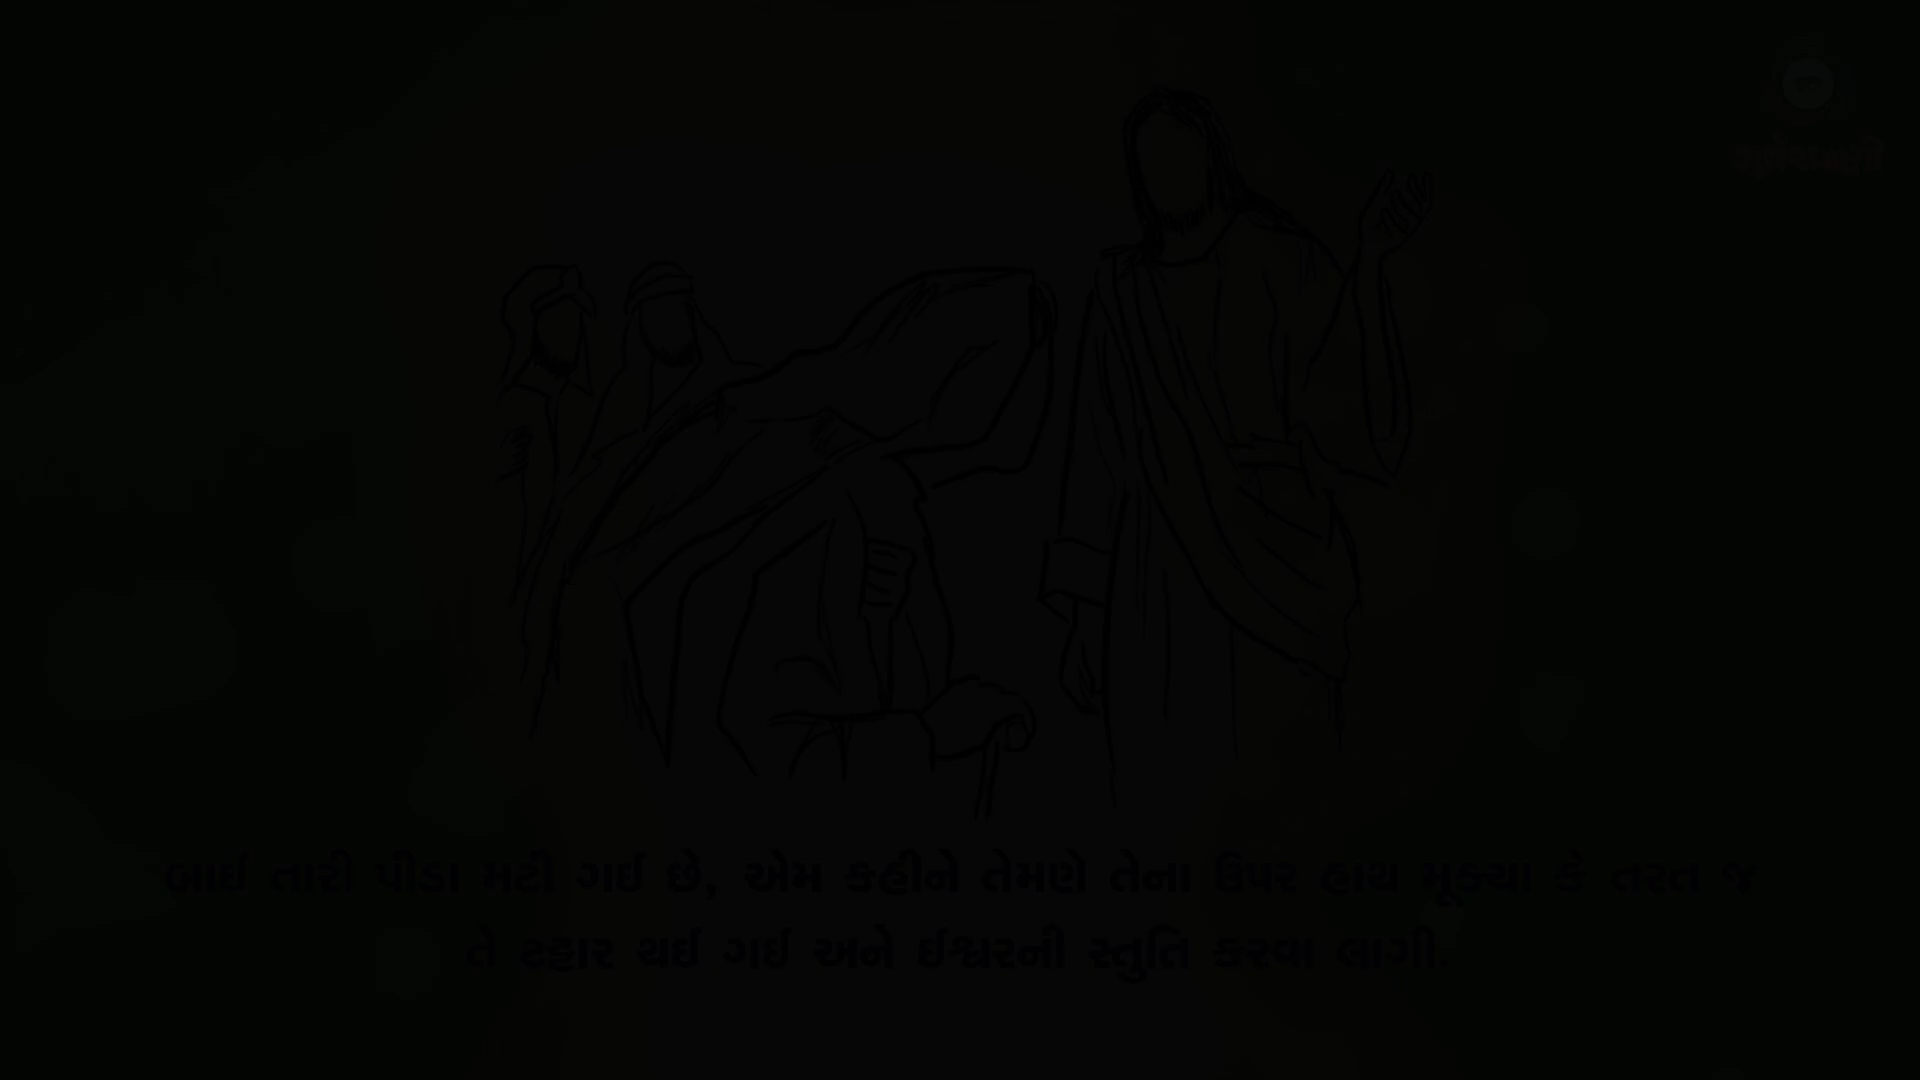 બાઈ તારી પીડા મટી ગઈ છે, એમ કહીને તેમણે તેના ઉપર હાથ મૂક્યા કે તરત જ
તે ટટ્ટાર થઈ ગઈ અને ઈશ્વરની સ્તુતિ કરવા લાગી.